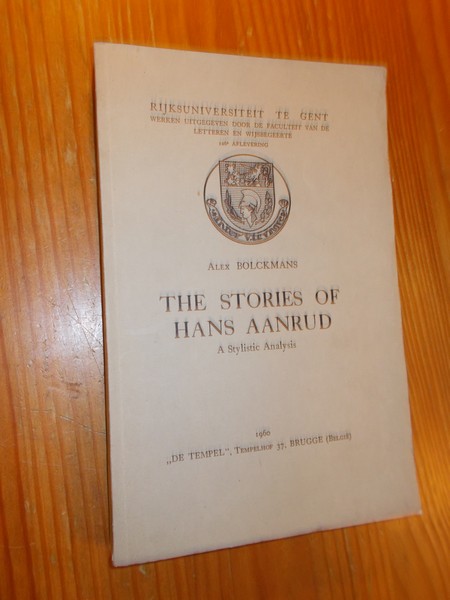 RIJKSUNIVERSITEIT TE GENT
WERKEN UITGEGEVEN DOOR DE FACULTEIT VAN DE
LETTEREN EN WIJSBEGEERTE
AFLEVERING
ALEX BOLCKMANS
THE STORIES OF
HANS AANRUD
A Stylistic Analysis
1960
„DE TEMPEL", TEMPELHOF 37, BRUGGE (BELGIË)